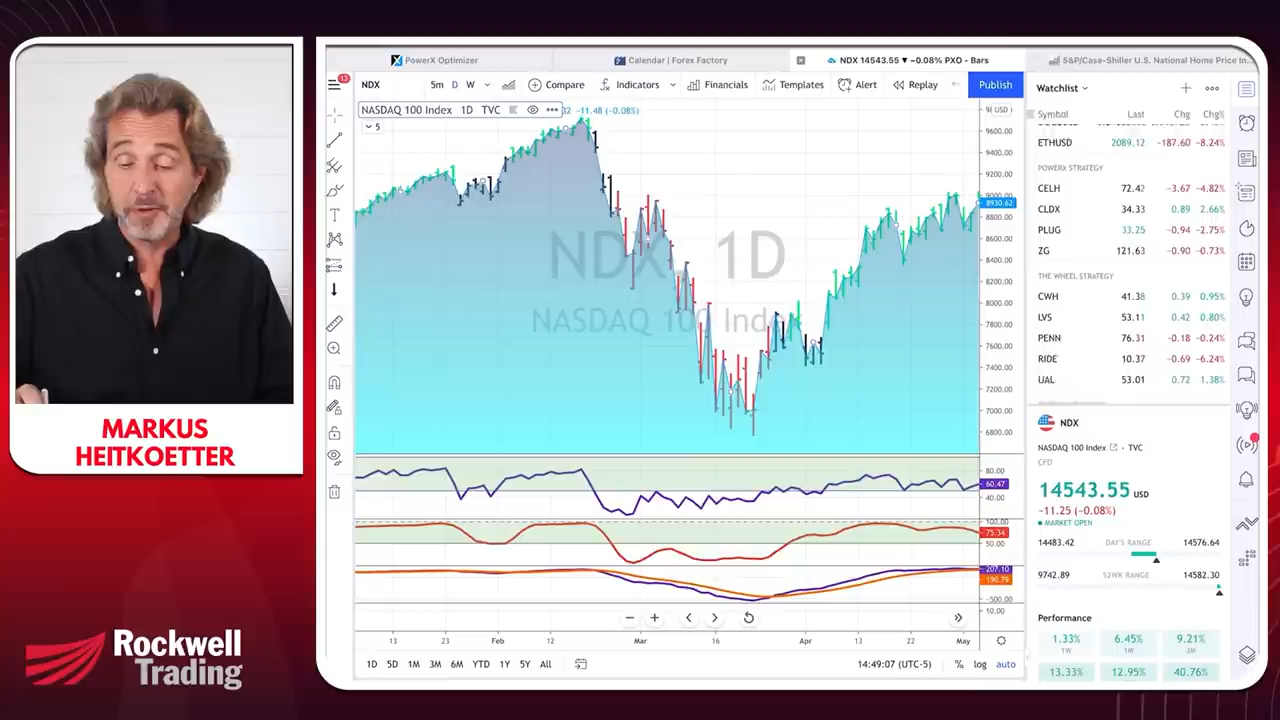 PowerX Optimizer
Calendar | Forex Factory
NDX 14543.55 ▼ −0.08% PXO - Bars
S&P/Case-Shiller U.S. National Home Price In...
13
NDX
5m D W
Compare
Indicators
Financials
Templates
Alert
Replay
Publish
NASDAQ 100 Index 1D TVC
−11.48 (−0.08%)
5
NDX, 1D
NASDAQ 100 Index
9600.00
9400.00
9200.00
9000.00
8930.62
8800.00
8600.00
8400.00
8200.00
8000.00
7800.00
7600.00
7400.00
7200.00
7000.00
6800.00
80.00
60.47
40.00
100.00
75.34
50.00
207.10
190.79
−500.00
10.00
13 23 Feb 12 Mar 16 Apr 13 22 May
1D 5D 1M 3M 6M YTD 1Y 5Y All
14:49:07 (UTC-5)
% log auto
Watchlist
Symbol Last Chg Chg%
ETHUSD 2089.12 −187.60 −8.24%
POWERX STRATEGY
CELH 72.42 −3.67 −4.82%
CLDX 34.33 0.89 2.66%
PLUG 33.25 −0.94 −2.75%
ZG 121.63 −0.90 −0.73%
THE WHEEL STRATEGY
CWH 41.38 0.39 0.95%
LVS 53.11 0.42 0.80%
PENN 76.31 −0.18 −0.24%
RIDE 10.37 −0.69 −6.24%
UAL 53.01 0.72 1.38%
NDX
NASDAQ 100 Index • TVC
CFD
14543.55 USD
−11.25 (−0.08%)
MARKET OPEN
14483.42 DAY'S RANGE 14576.64
9742.89 52WK RANGE 14582.30
Performance
1.33% 6.45% 9.21%
1W 1M 3M
13.33% 12.95% 40.76%
MARKUS
HEITKOETTER
Rockwell
Trading